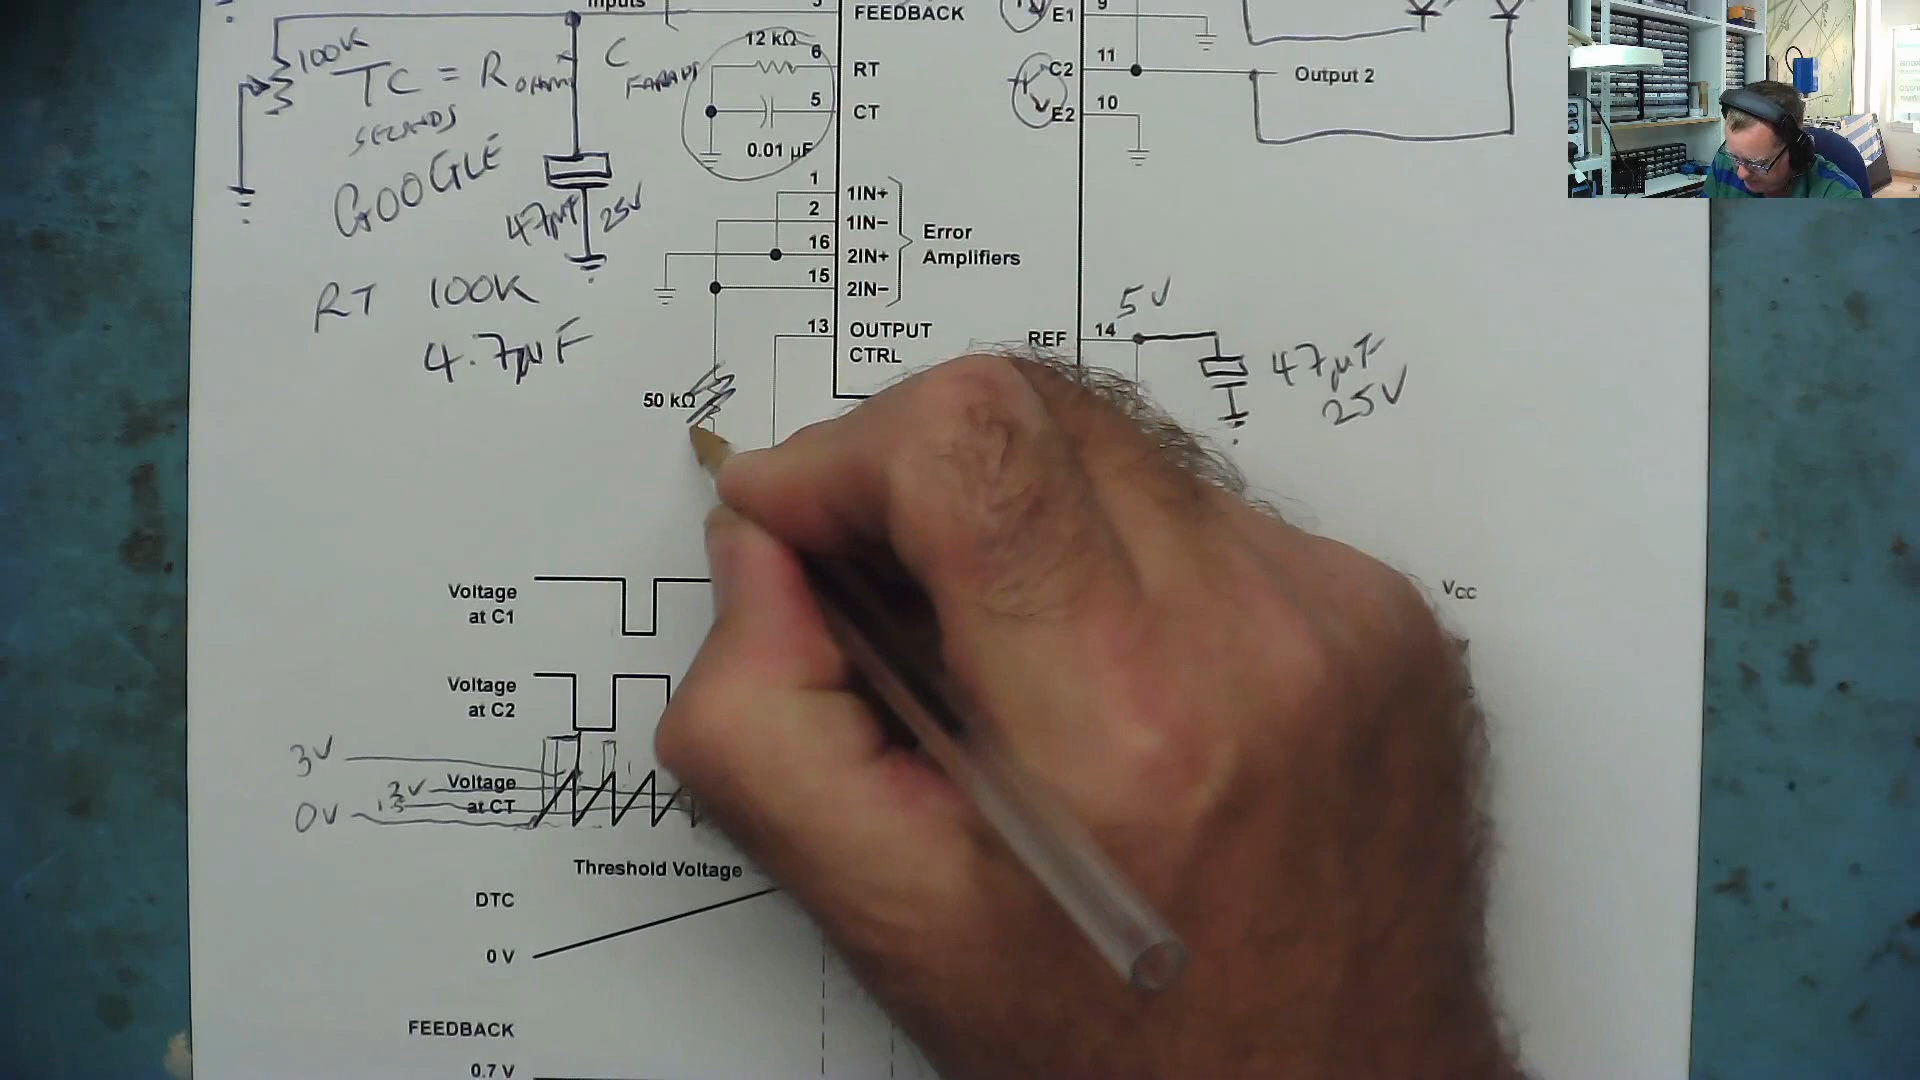 FEEDBACK
E1
9
100K
TC = R OHMS C FARADS
SECONDS
GOOGLE
47µF 25V
RT 100K
4.7µF
12 kΩ
6
RT
5
CT
0.01 µF
C2
11
Output 2
10
E2
1
1IN+
2
1IN−
16
2IN+
15
2IN−
Error
Amplifiers
13
OUTPUT
CTRL
REF
14
5V
47µF
25V
50 kΩ
Voltage
at C1
VCC
Voltage
at C2
3V
2V
Voltage
at CT
1.5
0V
Threshold Voltage
DTC
0 V
FEEDBACK
0.7 V